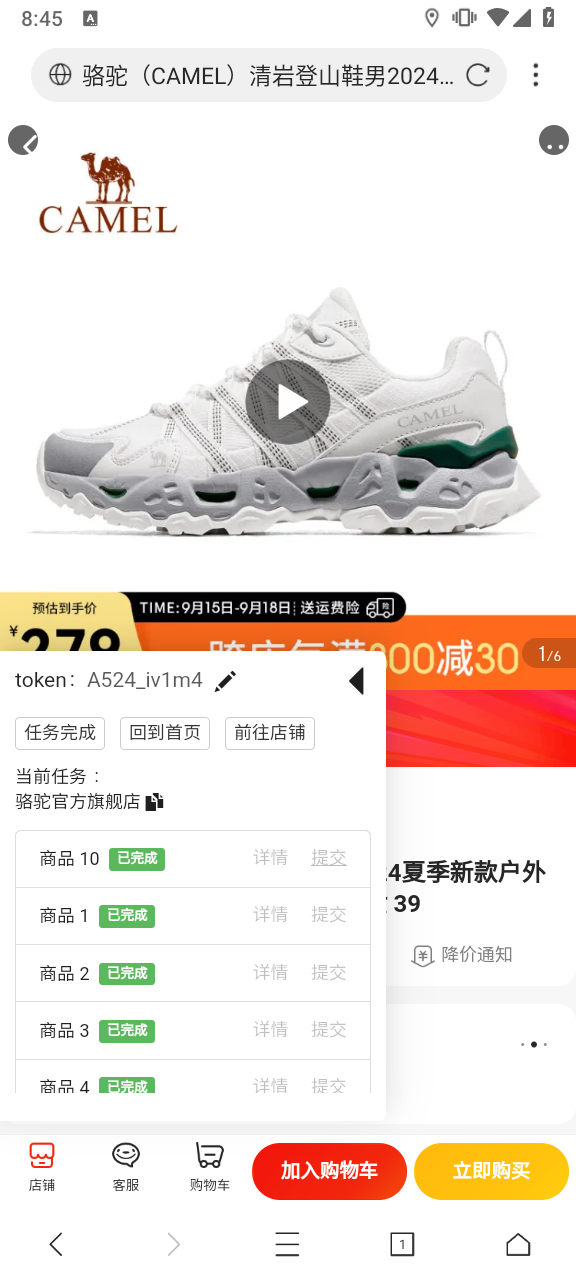 8:45
骆驼（CAMEL）清岩登山鞋男2024...
CAMEL
CAMEL
预估到手价
TIME:9月15日-9月18日 送运费险
¥279
跨店每满300减30
1/6
token: A524_iv1m4
任务完成 回到首页 前往店铺
当前任务：
骆驼官方旗舰店
商品 10 已完成 详情 提交
24夏季新款户外
39
商品 1 已完成 详情 提交
降价通知
商品 2 已完成 详情 提交
商品 3 已完成 详情 提交
商品 4 已完成 详情 提交
店铺 客服 购物车 加入购物车 立即购买
1